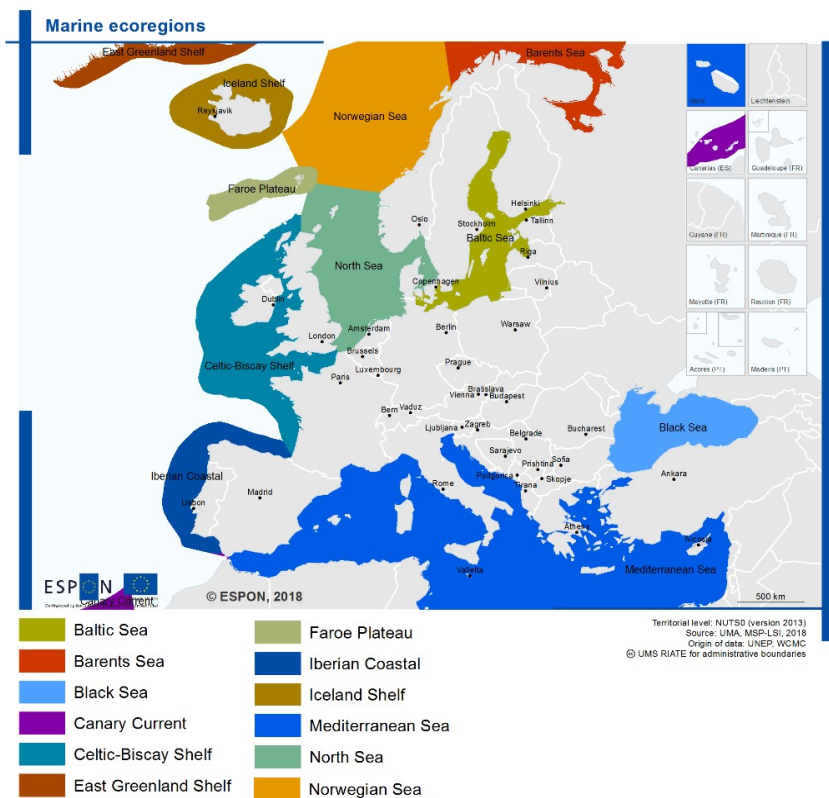 Marine ecoregions
East Greenland Shelf
Barents Sea
Iceland Shelf
Reykjavik
Norwegian Sea
Malta
Liechtenstein
Canarias (ES)
Guadeloupe (FR)
Faroe Plateau
Helsinki
Oslo
Stockholm
Tallinn
Baltic Sea
Riga
North Sea
Copenhagen
Vilnius
Guyane (FR)
Martinique (FR)
Mayotte (FR)
Reunion (FR)
Dublin
Amsterdam
Berlin
Warsaw
London
Brussels
Celtic-Biscay Shelf
Luxembourg
Prague
Paris
Acores (PT)
Madeira (PT)
Bratislava
Vienna
Budapest
Bern
Vaduz
Ljubljana
Zagreb
Belgrade
Bucharest
Black Sea
Sarajevo
Prishtina
Sofia
Iberian Coastal
Podgorica
Skopje
Ankara
Madrid
Rome
Tirana
Lisbon
Athens
Nicosia
Valletta
Mediterranean Sea
ESPON
Canary Current
© ESPON, 2018
500 km
Territorial level: NUTS0 (version 2013)
Source: UMA, MSP-LSI, 2018
Origin of data: UNEP, WCMC
cc UMS RIATE for administrative boundaries
Baltic Sea
Barents Sea
Black Sea
Canary Current
Celtic-Biscay Shelf
East Greenland Shelf
Faroe Plateau
Iberian Coastal
Iceland Shelf
Mediterranean Sea
North Sea
Norwegian Sea